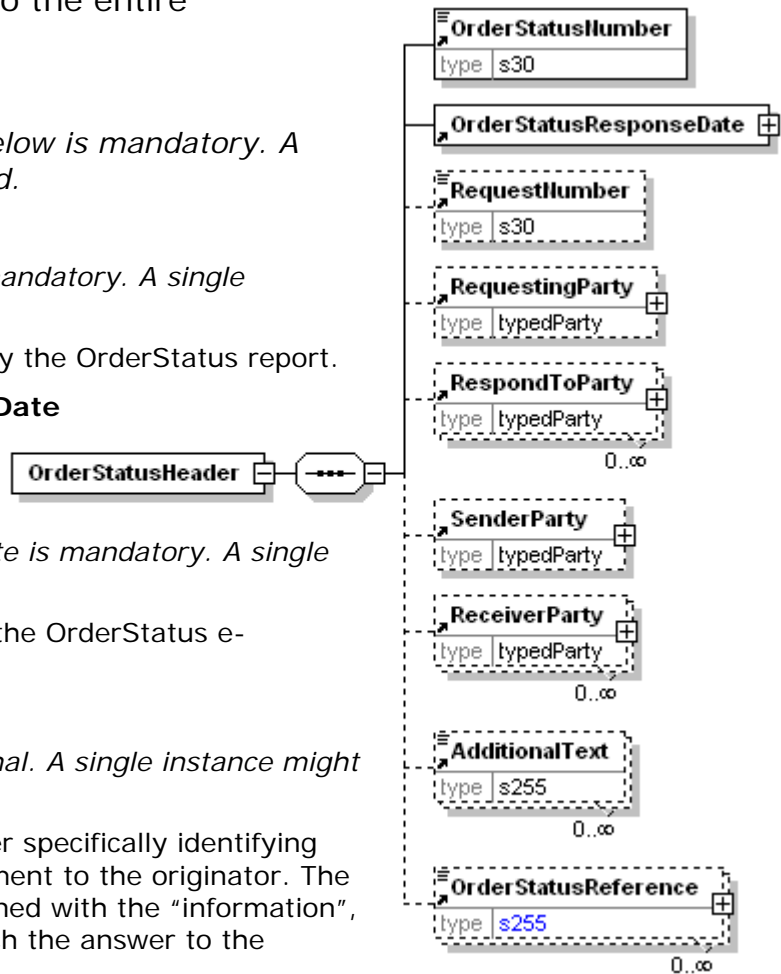 o the entire
elow is mandatory. A
d.
mandatory. A single
y the OrderStatus report.
Date
te is mandatory. A single
the OrderStatus e-
nal. A single instance might
er specifically identifying
ment to the originator. The
ned with the “information”,
th the answer to the
OrderStatusHeader
OrderStatusNumber
type s30
OrderStatusResponseDate
RequestNumber
type s30
RequestingParty
type typedParty
RespondToParty
type typedParty
0..∞
SenderParty
type typedParty
ReceiverParty
type typedParty
0..∞
AdditionalText
type s255
0..∞
OrderStatusReference
type s255
0..∞